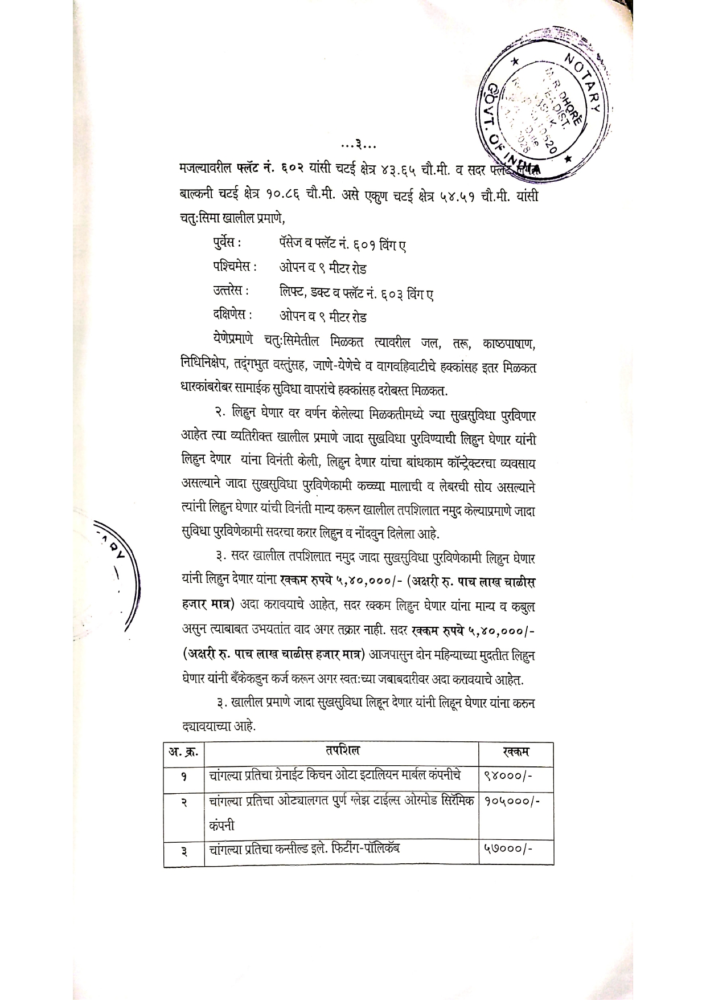 NOTARY
GOVT. OF INDIA
DHORE
DIST.
...३...
मजल्यावरील फ्लॅट नं. ६०२ यांसी चटई क्षेत्र ४३.६५ चौ.मी. व सदर फ्लॅट लगत
बाल्कनी चटई क्षेत्र १०.८६ चौ.मी. असे एकुण चटई क्षेत्र ५४.५१ चौ.मी. यांसी
चतु:सिमा खालील प्रमाणे,
पुर्वेस : पॅसेज व फ्लॅट नं. ६०१ विंग ए
पश्चिमेस : ओपन व ९ मीटर रोड
उत्तरेस : लिफ्ट, डक्ट व फ्लॅट नं. ६०३ विंग ए
दक्षिणेस : ओपन व ९ मीटर रोड
येणेप्रमाणे चतु:सिमेतील मिळकत त्यावरील जल, तरू, काष्ठपाषाण,
निधिनिक्षेप, तद्ंगभुत वस्तुंसह, जाणे-येणेचे व वागवहिवाटीचे हक्कांसह इतर मिळकत
धारकांबरोबर सामाईक सुविधा वापरांचे हक्कांसह दरोबस्त मिळकत.
२. लिहुन घेणार वर वर्णन केलेल्या मिळकतीमध्ये ज्या सुखसुविधा पुरविणार
आहेत त्या व्यतिरीक्त खालील प्रमाणे जादा सुखविधा पुरविण्याची लिहुन घेणार यांनी
लिहुन देणार यांना विनंती केली, लिहुन देणार यांचा बांधकाम कॉन्ट्रेक्टरचा व्यवसाय
असल्याने जादा सुखसुविधा पुरविणेकामी कच्च्या मालाची व लेबरची सोय असल्याने
त्यांनी लिहुन घेणार यांची विनंती मान्य करून खालील तपशिलात नमुद केल्याप्रमाणे जादा
सुविधा पुरविणेकामी सदरचा करार लिहुन व नोंदवुन दिलेला आहे.
३. सदर खालील तपशिलात नमुद जादा सुखसुविधा पुरविणेकामी लिहुन घेणार
यांनी लिहुन देणार यांना रक्कम रुपये ५,४०,०००/- (अक्षरी रु. पाच लाख चाळीस
हजार मात्र) अदा करावयाचे आहेत, सदर रक्कम लिहुन घेणार यांना मान्य व कबुल
असुन त्याबाबत उभयतांत वाद अगर तक्रार नाही. सदर रक्कम रुपये ५,४०,०००/-
(अक्षरी रु. पाच लाख चाळीस हजार मात्र) आजपासुन दोन महिन्याच्या मुदतीत लिहुन
घेणार यांनी बँकेकडुन कर्ज करून अगर स्वत:च्या जबाबदारीवर अदा करावयाचे आहेत.
३. खालील प्रमाणे जादा सुखसुविधा लिहून देणार यांनी लिहून घेणार यांना करुन
द्यावयाच्या आहे.
अ. क्र. तपशिल रक्कम
१ चांगल्या प्रतिचा ग्रेनाईट किचन ओटा इटालियन मार्बल कंपनीचे ९४०००/-
२ चांगल्या प्रतिचा ओट्यालगत पुर्ण ग्लेझ टाईल्स ओरमोड सिरॅमिक १०५०००/-
कंपनी
३ चांगल्या प्रतिचा कन्सील्ड इले. फिटींग-पॉलिकॅब ५७०००/-